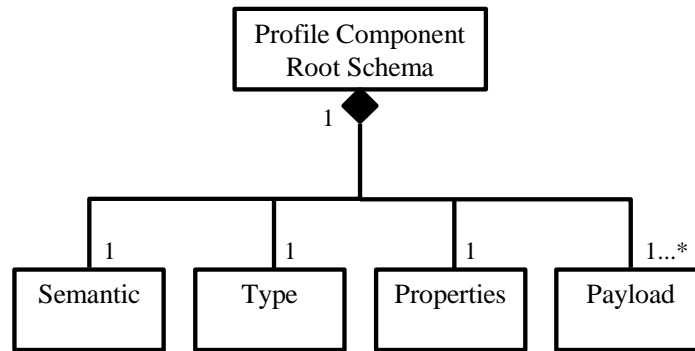 Profile Component
Root Schema
1
1
1
1
1...*
Semantic
Type
Properties
Payload